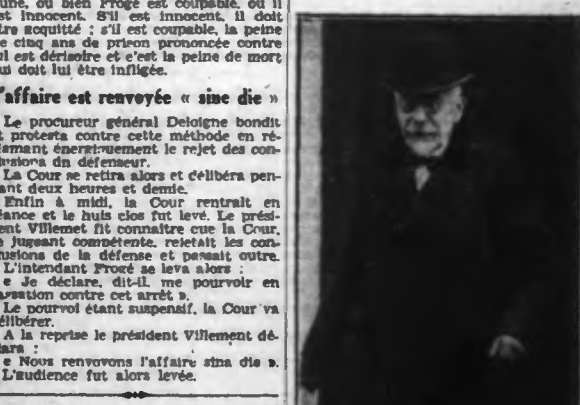 une, ou bien Frogé est coupable, ou il
est innocent. S'il est innocent, il doit
être acquitté ; s'il est coupable, la peine
de cinq ans de prison prononcée contre
lui est dérisoire et c'est la peine de mort
qui doit lui être infligée.
L'affaire est renvoyée « sine die »
Le procureur général Deloigne bondit
et protesta contre cette méthode en ré-
clamant énergiquement le rejet des con-
clusions du défenseur.
La Cour se retira alors et délibéra pen-
dant deux heures et demie.
Enfin à midi, la Cour rentrait en
séance et le huis clos fut levé. Le prési-
dent Villemet fit connaître que la Cour,
se jugeant compétente, rejetait les con-
clusions de la défense et passait outre.
L'intendant Frogé se leva alors :
« Je déclare, dit-il, me pourvoir en
cassation contre cet arrêt ».
Le pourvoi étant suspensif, la Cour va
délibérer.
A la reprise le président Villement dé-
clara :
« Nous renvoyons l'affaire sina die ».
L'audience fut alors levée.